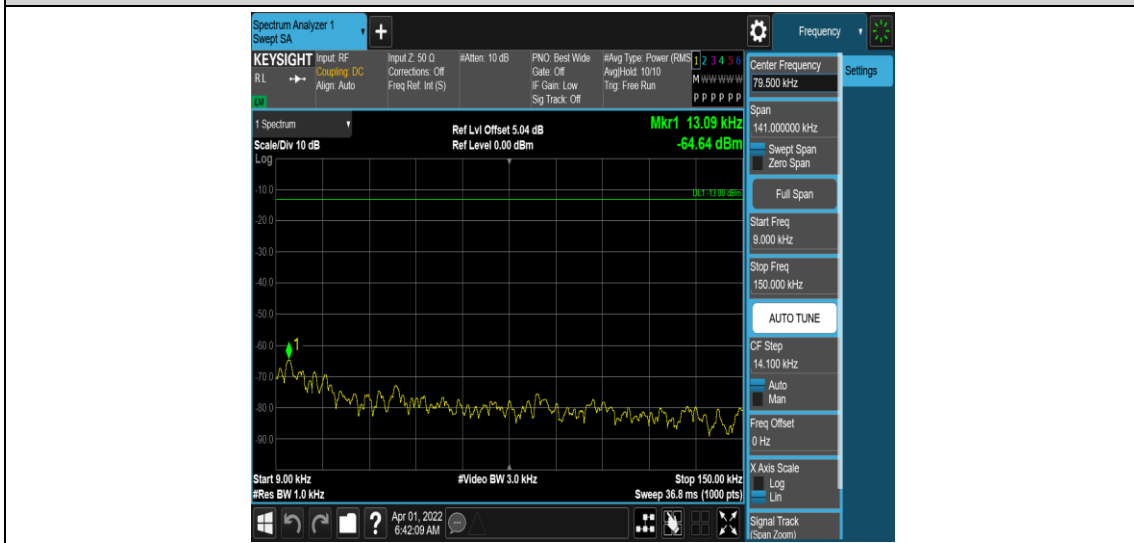 Spectrum Analyzer 1
Swept SA
+
Frequency
KEYSIGHT
RL
Input: RF
Coupling: DC
Align: Auto
Input Z: 50 Ω
Corrections: Off
Freq Ref: Int (S)
#Atten: 10 dB
PNO: Best Wide
Gate: Off
IF Gain: Low
Sig Track: Off
#Avg Type: Power (RMS
Avg|Hold: 10/10
Trig: Free Run
1 2 3 4 5 6
M W W W W W
P P P P P P
1 Spectrum
Scale/Div 10 dB
Ref Lvl Offset 5.04 dB
Ref Level 0.00 dBm
Mkr1 13.09 kHz
-64.64 dBm
Log
DL1 -13.00 dBm
-10.0
-20.0
-30.0
-40.0
-50.0
-60.0
-70.0
-80.0
-90.0
1
Start 9.00 kHz
#Res BW 1.0 kHz
#Video BW 3.0 kHz
Stop 150.00 kHz
Sweep 36.8 ms (1000 pts)
Center Frequency
79.500 kHz
Span
141.000000 kHz
Swept Span
Zero Span
Full Span
Start Freq
9.000 kHz
Stop Freq
150.000 kHz
AUTO TUNE
CF Step
14.100 kHz
Auto
Man
Freq Offset
0 Hz
X Axis Scale
Log
Lin
Signal Track
(Span Zoom)
Settings
?
Apr 01, 2022
6:42:09 AM